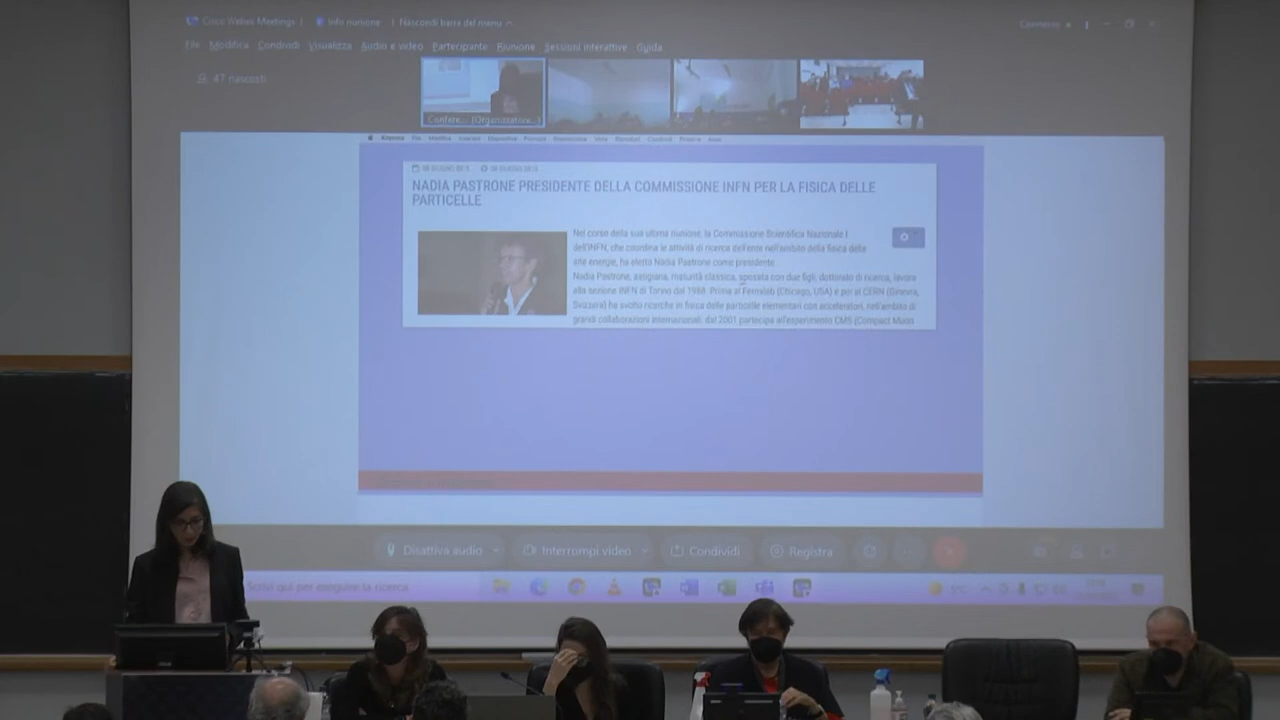 Cisco Webex Meetings
Info riunione
Nascondi barra del menu
Connesso
File Modifica Condividi Visualizza Audio e video Partecipante Riunione Sessioni interattive Guida
47 nascosti
NADIA PASTRONE PRESIDENTE DELLA COMMISSIONE INFN PER LA FISICA DELLE
PARTICELLE
Nel corso della sua ultima riunione, la Commissione Scientifica Nazionale I
dell'INFN, che coordina le attività di ricerca dell'ente nell'ambito della fisica delle
alte energie, ha eletto Nadia Pastrone come presidente.
Nadia Pastrone, astigiana, maturità classica, sposata con due figli, dottorato di ricerca, lavora
alla sezione INFN di Torino dal 1988. Prima al Fermilab (Chicago, USA) e poi al CERN (Ginevra,
Svizzera) ha svolto ricerche in fisica delle particelle elementari con acceleratori, nell'ambito di
grandi collaborazioni internazionali: dal 2001 partecipa all'esperimento CMS (Compact Muon
Disattiva audio
Interrompi video
Condividi
Registra
Scrivi qui per eseguire la ricerca